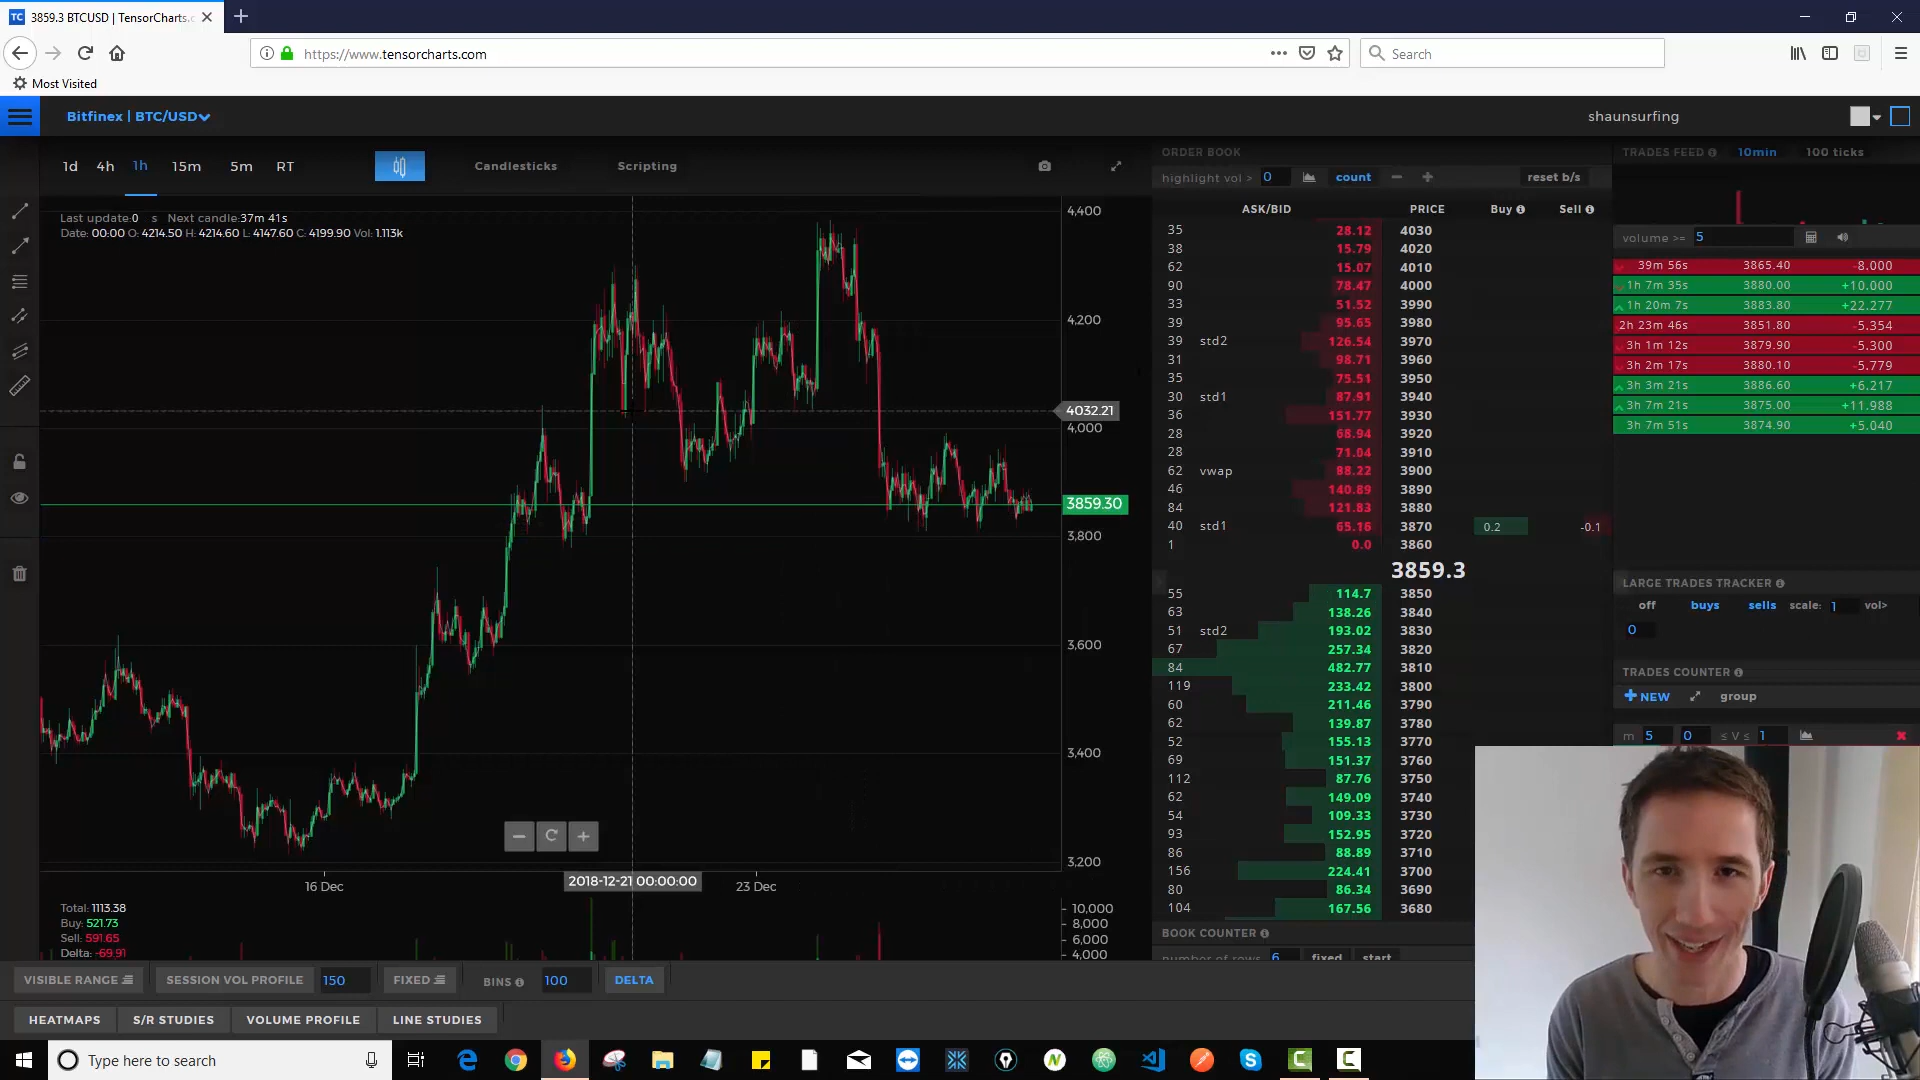 3859.3 BTCUSD | TensorCharts.c
https://www.tensorcharts.com
Search
Most Visited
Bitfinex | BTC/USD
shaunsurfing
1d 4h 1h 15m 5m RT
Candlesticks
Scripting
Last update:0 s Next candle:37m 41s
Date: 00:00 O: 4214.50 H: 4214.60 L: 4147.60 C: 4199.90 Vol: 1.113k
4,400
4,200
4032.21
4,000
3859.30
3,800
3,600
3,400
3,200
16 Dec
2018-12-21 00:00:00
23 Dec
Total: 1113.38
Buy: 521.73
Sell: 591.65
Delta: -69.91
10,000
8,000
6,000
4,000
ORDER BOOK
highlight vol > 0 count reset b/s
ASK/BID PRICE Buy Sell
35 28.12 4030
38 15.79 4020
62 15.07 4010
90 78.47 4000
33 51.52 3990
39 95.65 3980
39 std2 126.54 3970
31 98.71 3960
35 75.51 3950
30 std1 87.91 3940
36 151.77 3930
28 68.94 3920
28 71.04 3910
62 vwap 88.22 3900
46 140.89 3890
84 121.83 3880
40 std1 65.16 3870 0.2 -0.1
1 0.0 3860
3859.3
55 114.7 3850
63 138.26 3840
51 std2 193.02 3830
67 257.34 3820
84 482.77 3810
119 233.42 3800
60 211.46 3790
62 139.87 3780
52 155.13 3770
69 151.37 3760
112 87.76 3750
62 149.09 3740
54 109.33 3730
93 152.95 3720
86 88.89 3710
156 224.41 3700
80 86.34 3690
104 167.56 3680
BOOK COUNTER
number of rows 6 fixed start
TRADES FEED 10min 100 ticks
volume >= 5
39m 56s 3865.40 -8.000
1h 7m 35s 3880.00 +10.000
1h 20m 7s 3883.80 +22.277
2h 23m 46s 3851.80 -5.354
3h 1m 12s 3879.90 -5.300
3h 2m 17s 3880.10 -5.779
3h 3m 21s 3886.60 +6.217
3h 7m 21s 3875.00 +11.988
3h 7m 51s 3874.90 +5.040
LARGE TRADES TRACKER
off buys sells scale: 1 vol>
0
TRADES COUNTER
+ NEW group
m 5 0 ≤ V ≤ 1
VISIBLE RANGE SESSION VOL PROFILE 150 FIXED BINS 100 DELTA
HEATMAPS S/R STUDIES VOLUME PROFILE LINE STUDIES
Type here to search